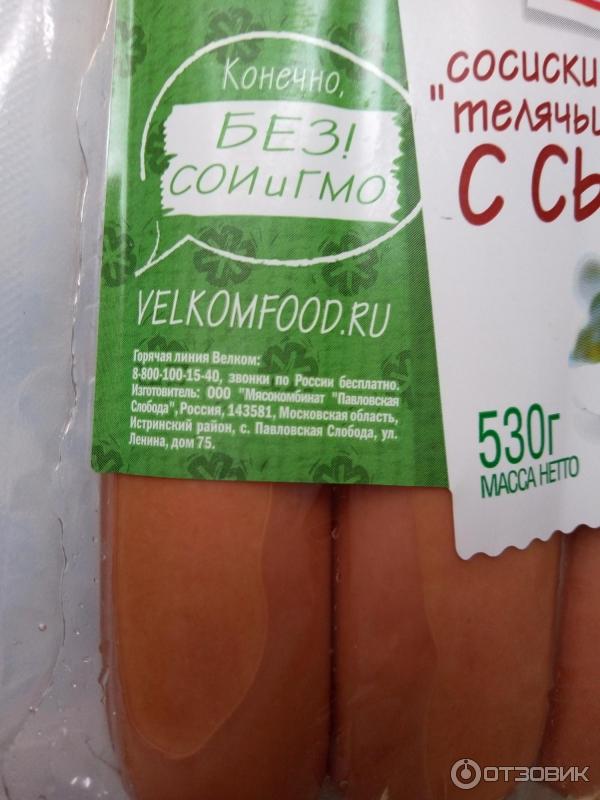 Конечно,
БЕЗ!
СОИ и ГМО
VELKOMFOOD.RU
Горячая линия Велком:
8-800-100-15-40, звонки по России бесплатно.
Изготовитель: ООО "Мясокомбинат "Павловская
Слобода", Россия, 143581, Московская область,
Истринский район, с. Павловская Слобода, ул.
Ленина, дом 75.
сосиски
"телячьи
С СЫ
530г
МАССА НЕТТО
ОТЗОВИК